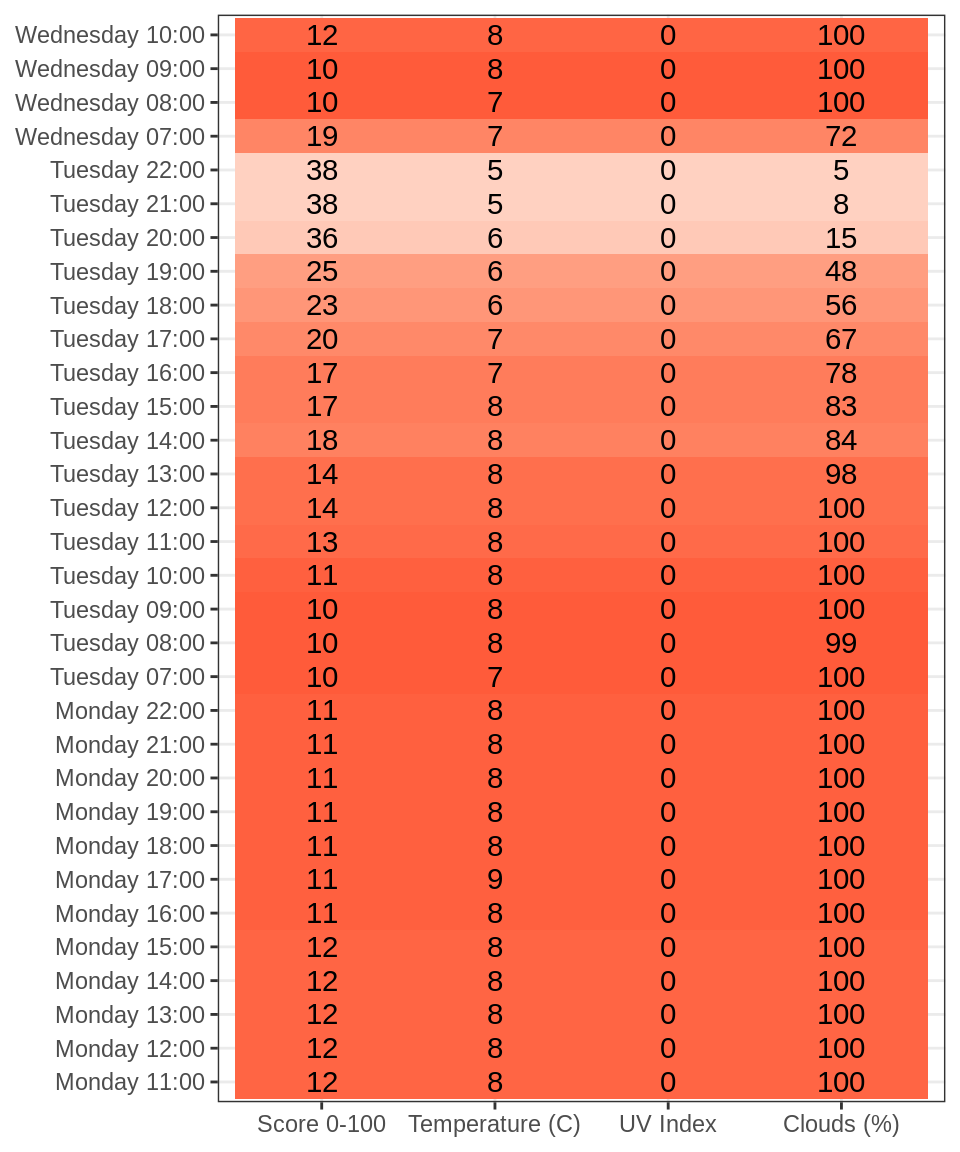 Wednesday 10:00 12 8 0 100
Wednesday 09:00 10 8 0 100
Wednesday 08:00 10 7 0 100
Wednesday 07:00 19 7 0 72
Tuesday 22:00 38 5 0 5
Tuesday 21:00 38 5 0 8
Tuesday 20:00 36 6 0 15
Tuesday 19:00 25 6 0 48
Tuesday 18:00 23 6 0 56
Tuesday 17:00 20 7 0 67
Tuesday 16:00 17 7 0 78
Tuesday 15:00 17 8 0 83
Tuesday 14:00 18 8 0 84
Tuesday 13:00 14 8 0 98
Tuesday 12:00 14 8 0 100
Tuesday 11:00 13 8 0 100
Tuesday 10:00 11 8 0 100
Tuesday 09:00 10 8 0 100
Tuesday 08:00 10 8 0 99
Tuesday 07:00 10 7 0 100
Monday 22:00 11 8 0 100
Monday 21:00 11 8 0 100
Monday 20:00 11 8 0 100
Monday 19:00 11 8 0 100
Monday 18:00 11 8 0 100
Monday 17:00 11 9 0 100
Monday 16:00 11 8 0 100
Monday 15:00 12 8 0 100
Monday 14:00 12 8 0 100
Monday 13:00 12 8 0 100
Monday 12:00 12 8 0 100
Monday 11:00 12 8 0 100
Score 0-100 Temperature (C) UV Index Clouds (%)